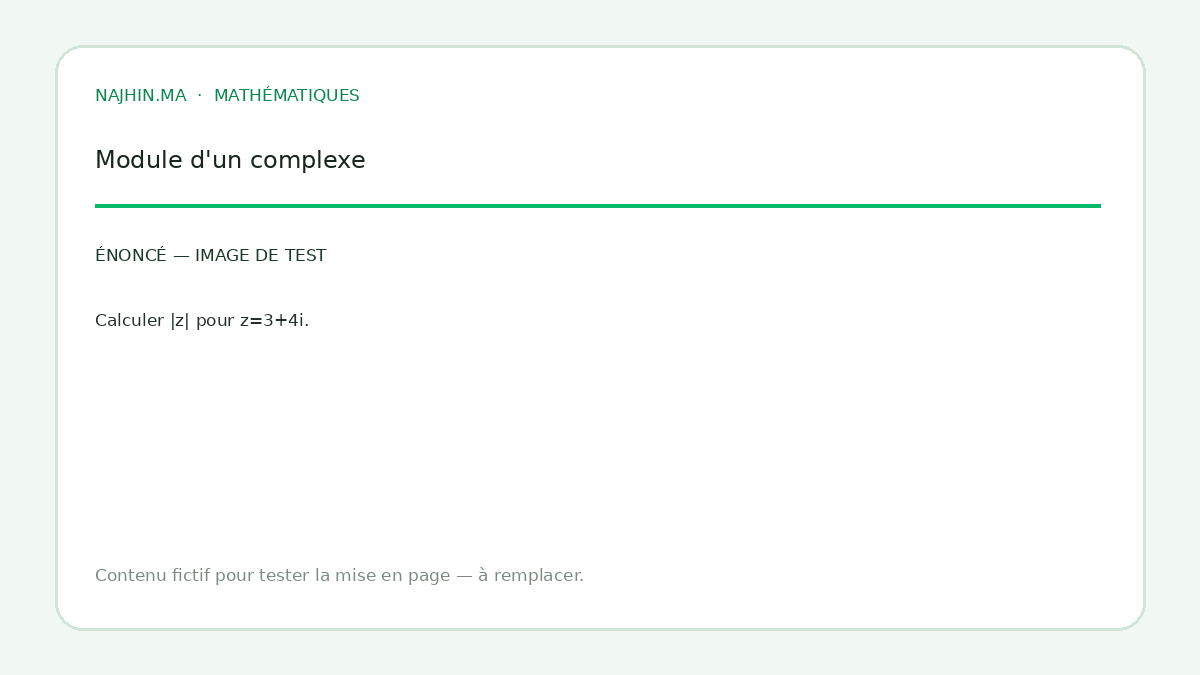 NAJHIN.MA · MATHÉMATIQUES
Module d'un complexe
ÉNONCÉ — IMAGE DE TEST
Calculer |z| pour z=3+4i.
Contenu fictif pour tester la mise en page — à remplacer.